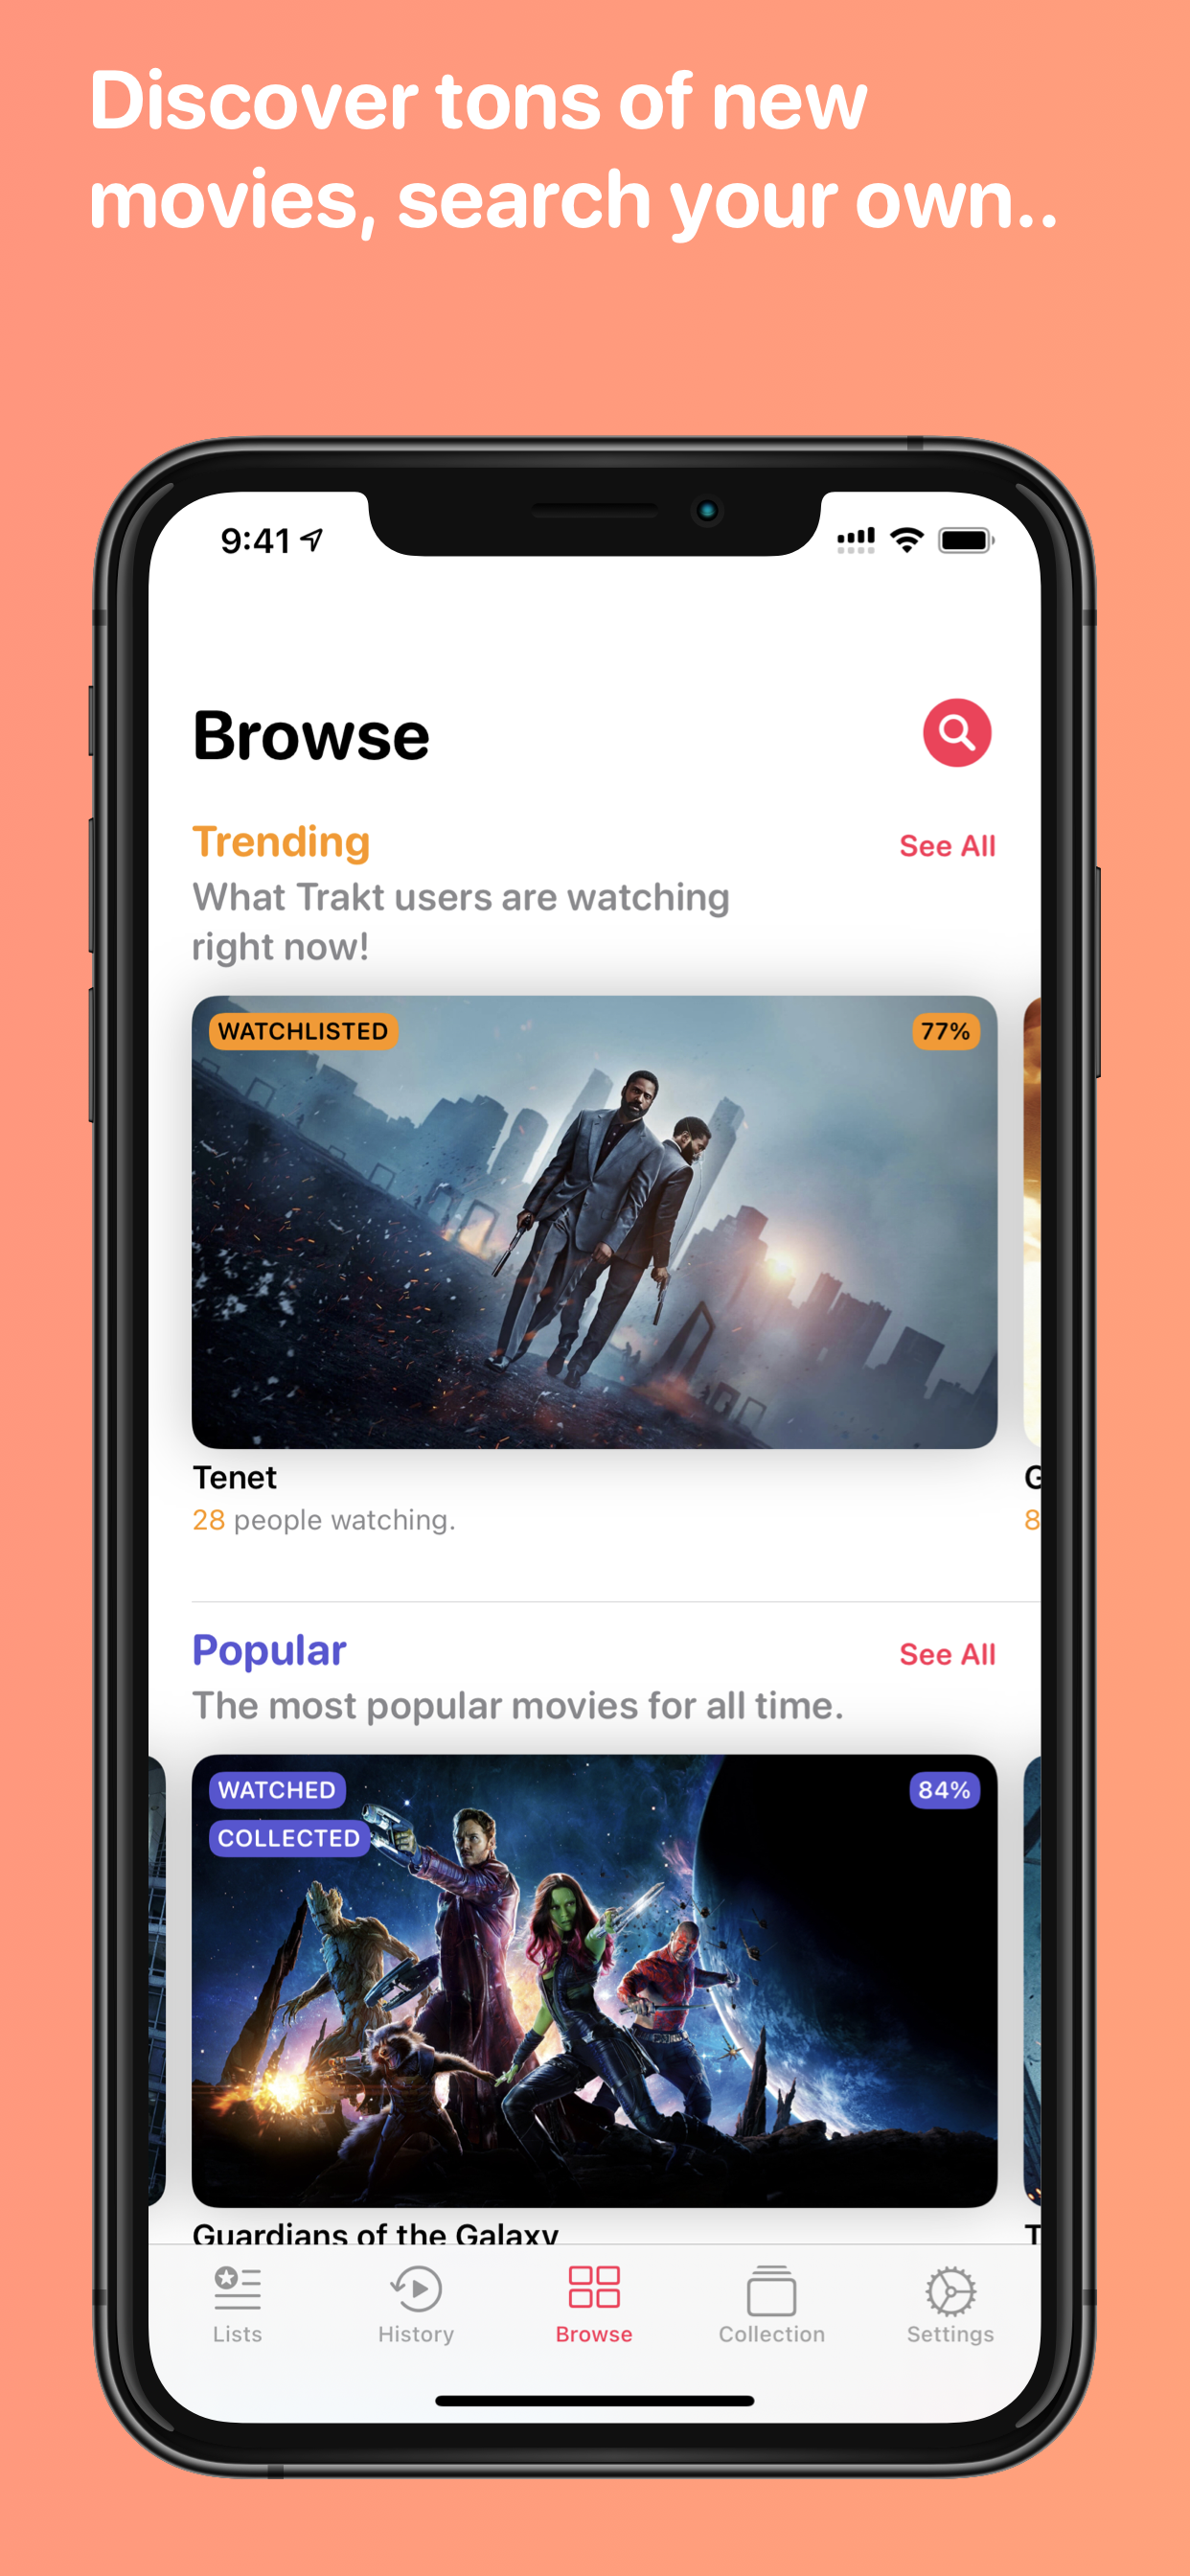 Discover tons of new
movies, search your own..
9:41
Browse
Trending
See All
What Trakt users are watching
right now!
WATCHLISTED
77%
Tenet
G
28 people watching.
8
Popular
See All
The most popular movies for all time.
WATCHED
84%
COLLECTED
Guardians of the Galaxy
T
Lists
History
Browse
Collection
Settings